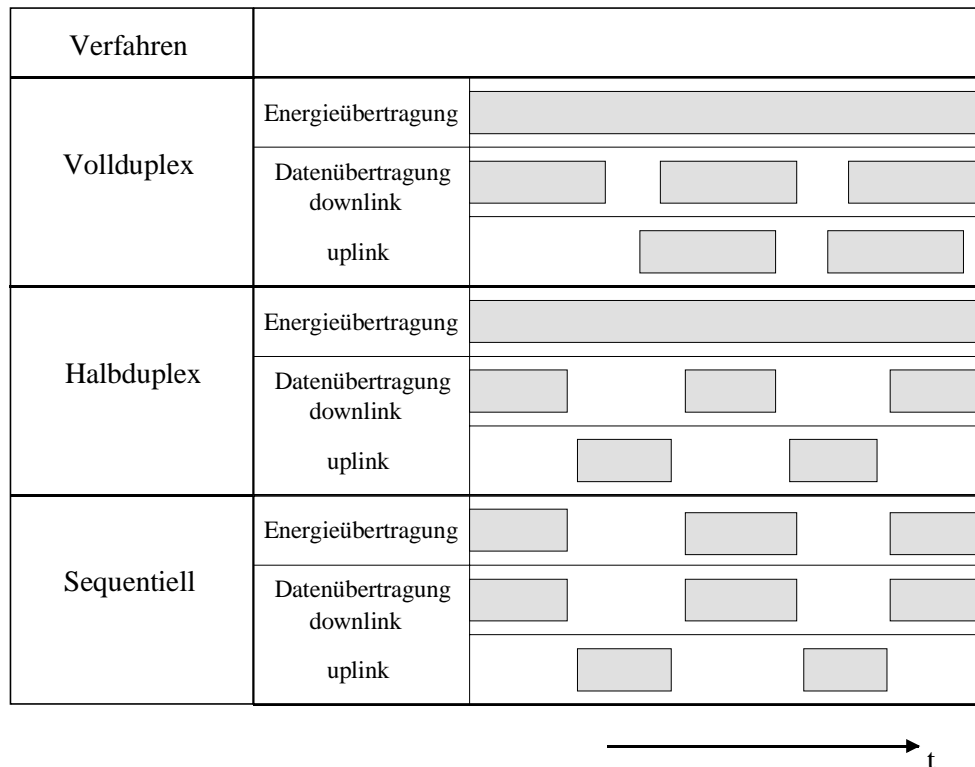 Verfahren
Vollduplex
Energieübertragung
Datenübertragung
downlink
uplink
Halbduplex
Energieübertragung
Datenübertragung
downlink
uplink
Sequentiell
Energieübertragung
Datenübertragung
downlink
uplink
t